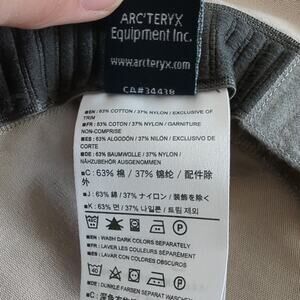 ARC'TERYX
Equipment Inc.
www.arcteryx.com
CA#34438
■EN: 63% COTTON / 37% NYLON / EXCLUSIVE OF
TRIM
■FR: 63% COTON / 37% NYLON / GARNITURE
NON-COMPRISE
■ES: 63% ALGODÓN / 37% NILÓN / EXCLUSIVO DE
CORTE
■DE: 63% BAUMWOLLE / 37% NYLON /
NÄHZUBEHÖR AUSGENOMMEN
■C: 63% 棉 / 37% 锦纶 / 配件除
外
■J: 63% 綿 / 37% ナイロン / 装飾を除く
■K: 63% 면 / 37% 나일론 / 트림 제외
■EN: WASH DARK COLORS SEPARATELY
■FR: LAVER LES COULEURS SÉPARÉMENT
■ES: LAVAR CON COLORES OBSCUROS
40
■DE: DUNKLE FARBEN SEPARAT WASCHEN